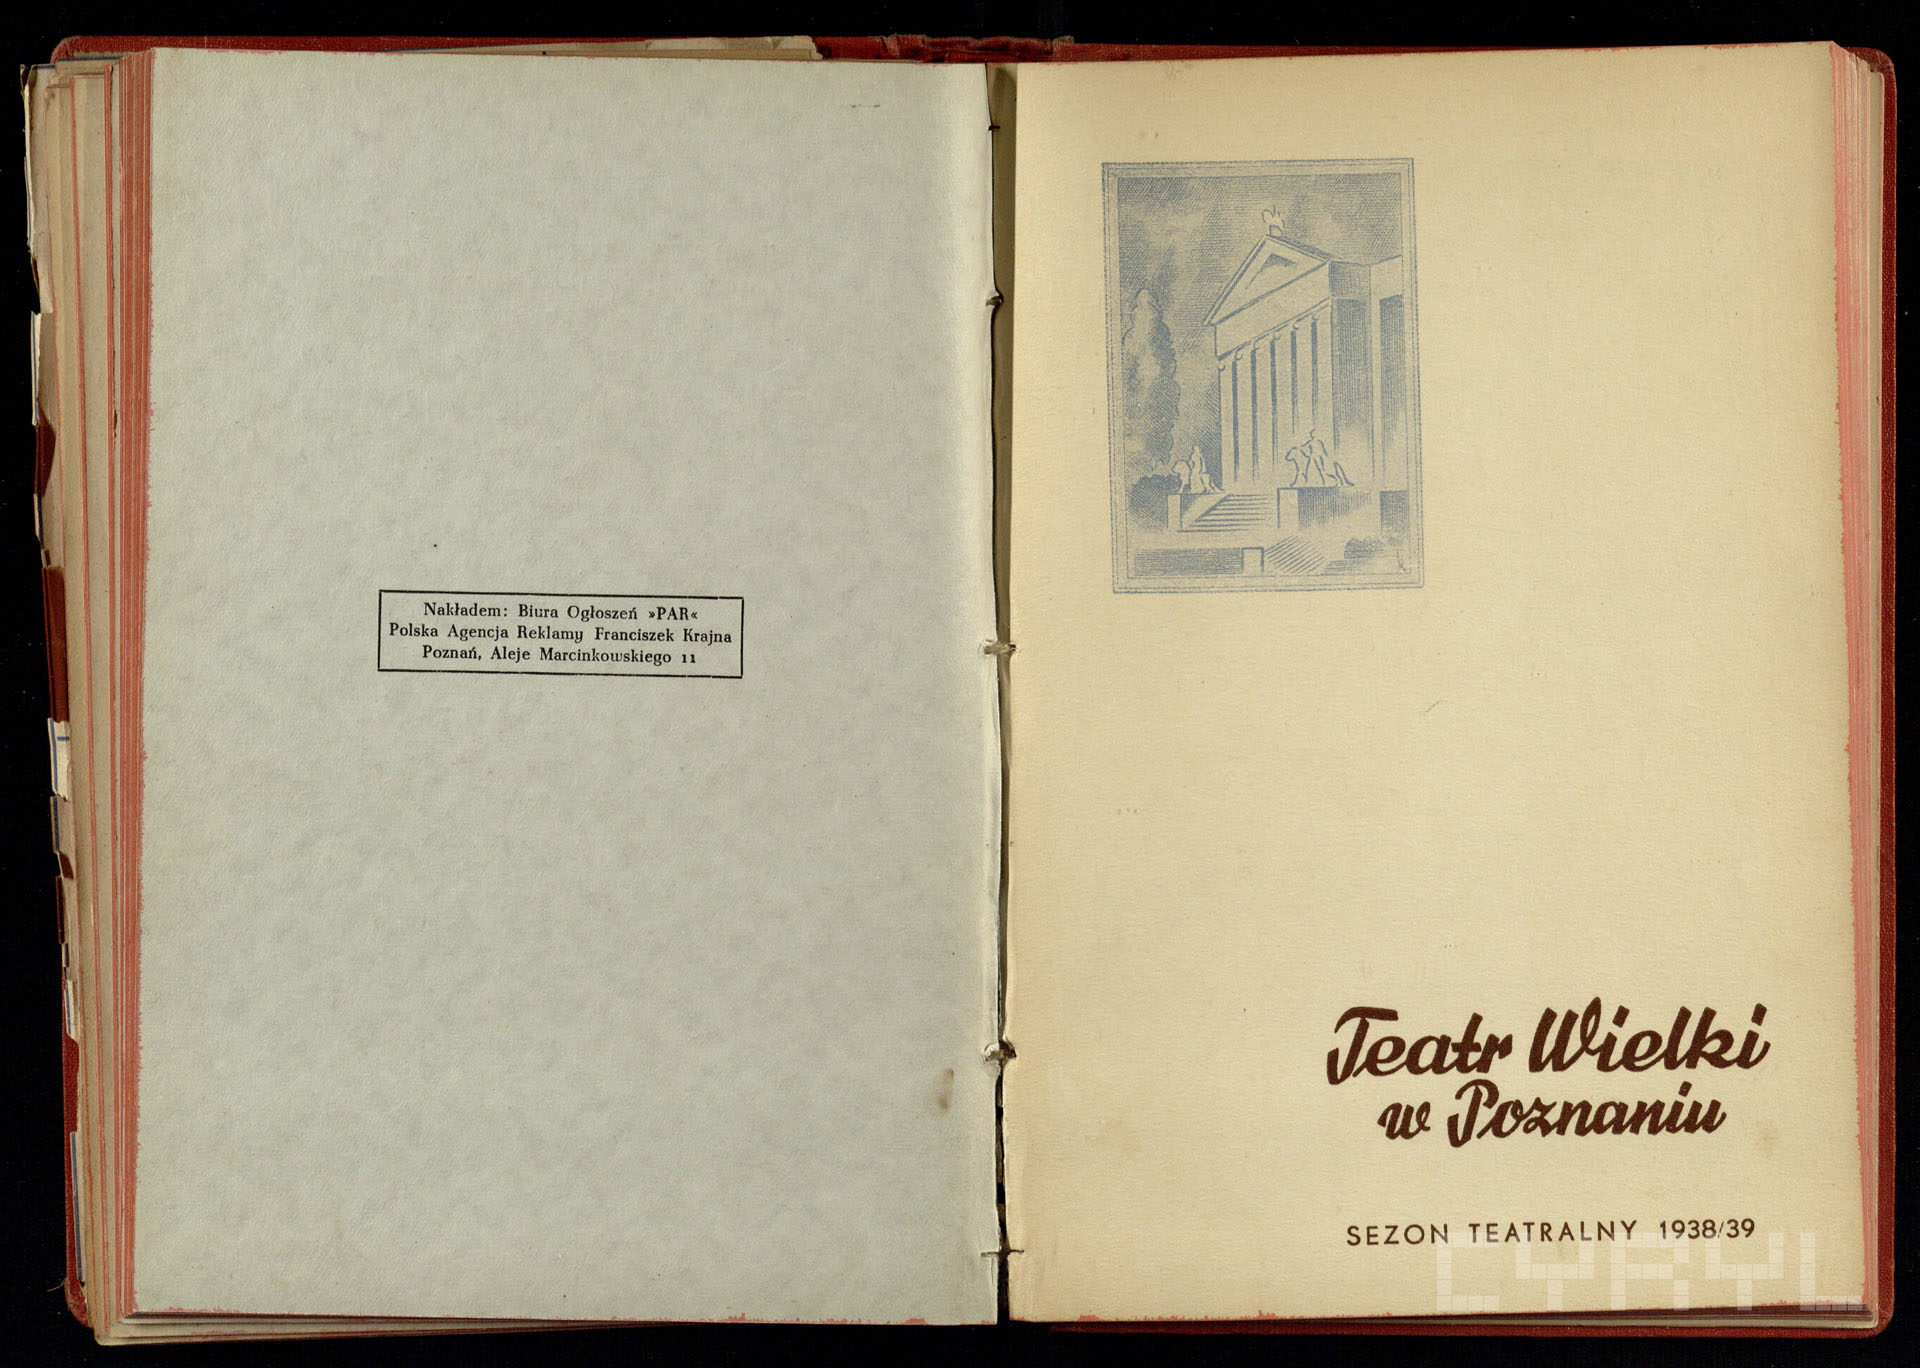 Nakładem: Biura Ogłoszeń »PAR«
Polska Agencja Reklamy Franciszek Krajna
Poznań, Aleje Marcinkowskiego 11
Teatr Wielki
w Poznaniu
SEZON TEATRALNY 1938/39
CYRYL